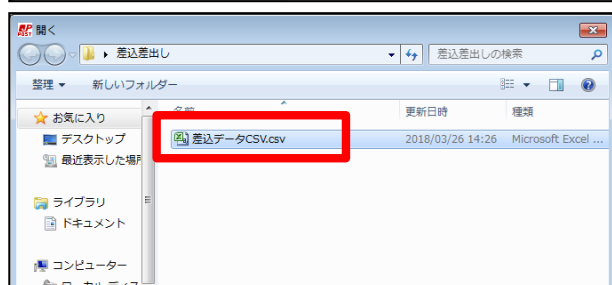 開く
差込差出し
差込差出しの検索
整理 ▼ 新しいフォルダー
お気に入り
デスクトップ
最近表示した場所
ライブラリ
ドキュメント
コンピューター
名前 更新日時 種類
差込データCSV.csv 2018/03/26 14:26 Microsoft Excel ...